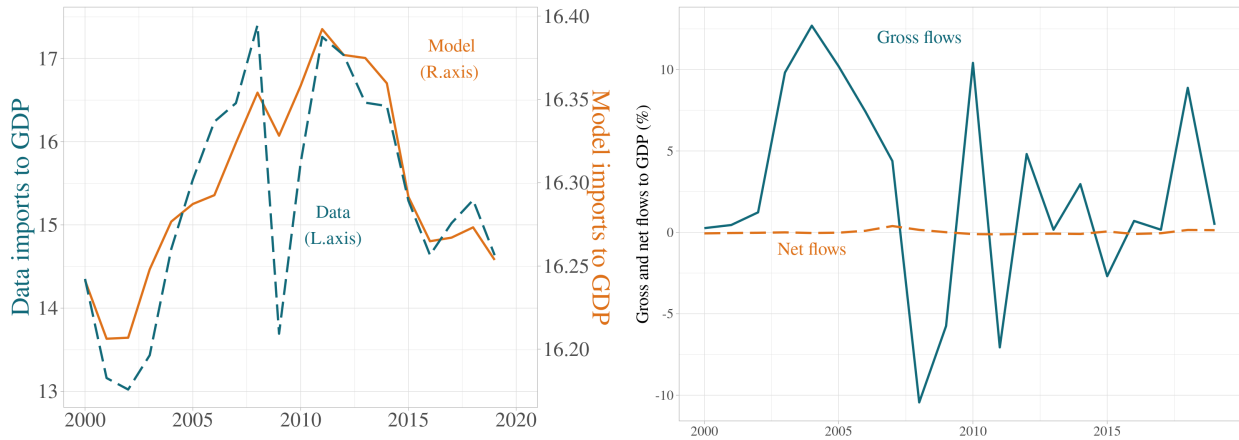 Data imports to GDP
17
16
15
14
13
2000
2005
2010
2015
2020
Model
(R.axis)
Data
(L.axis)
16.40
16.35
16.30
16.25
16.20
Model imports to GDP
Gross and net flows to GDP (%)
10
5
0
-5
-10
2000
2005
2010
2015
Gross flows
Net flows